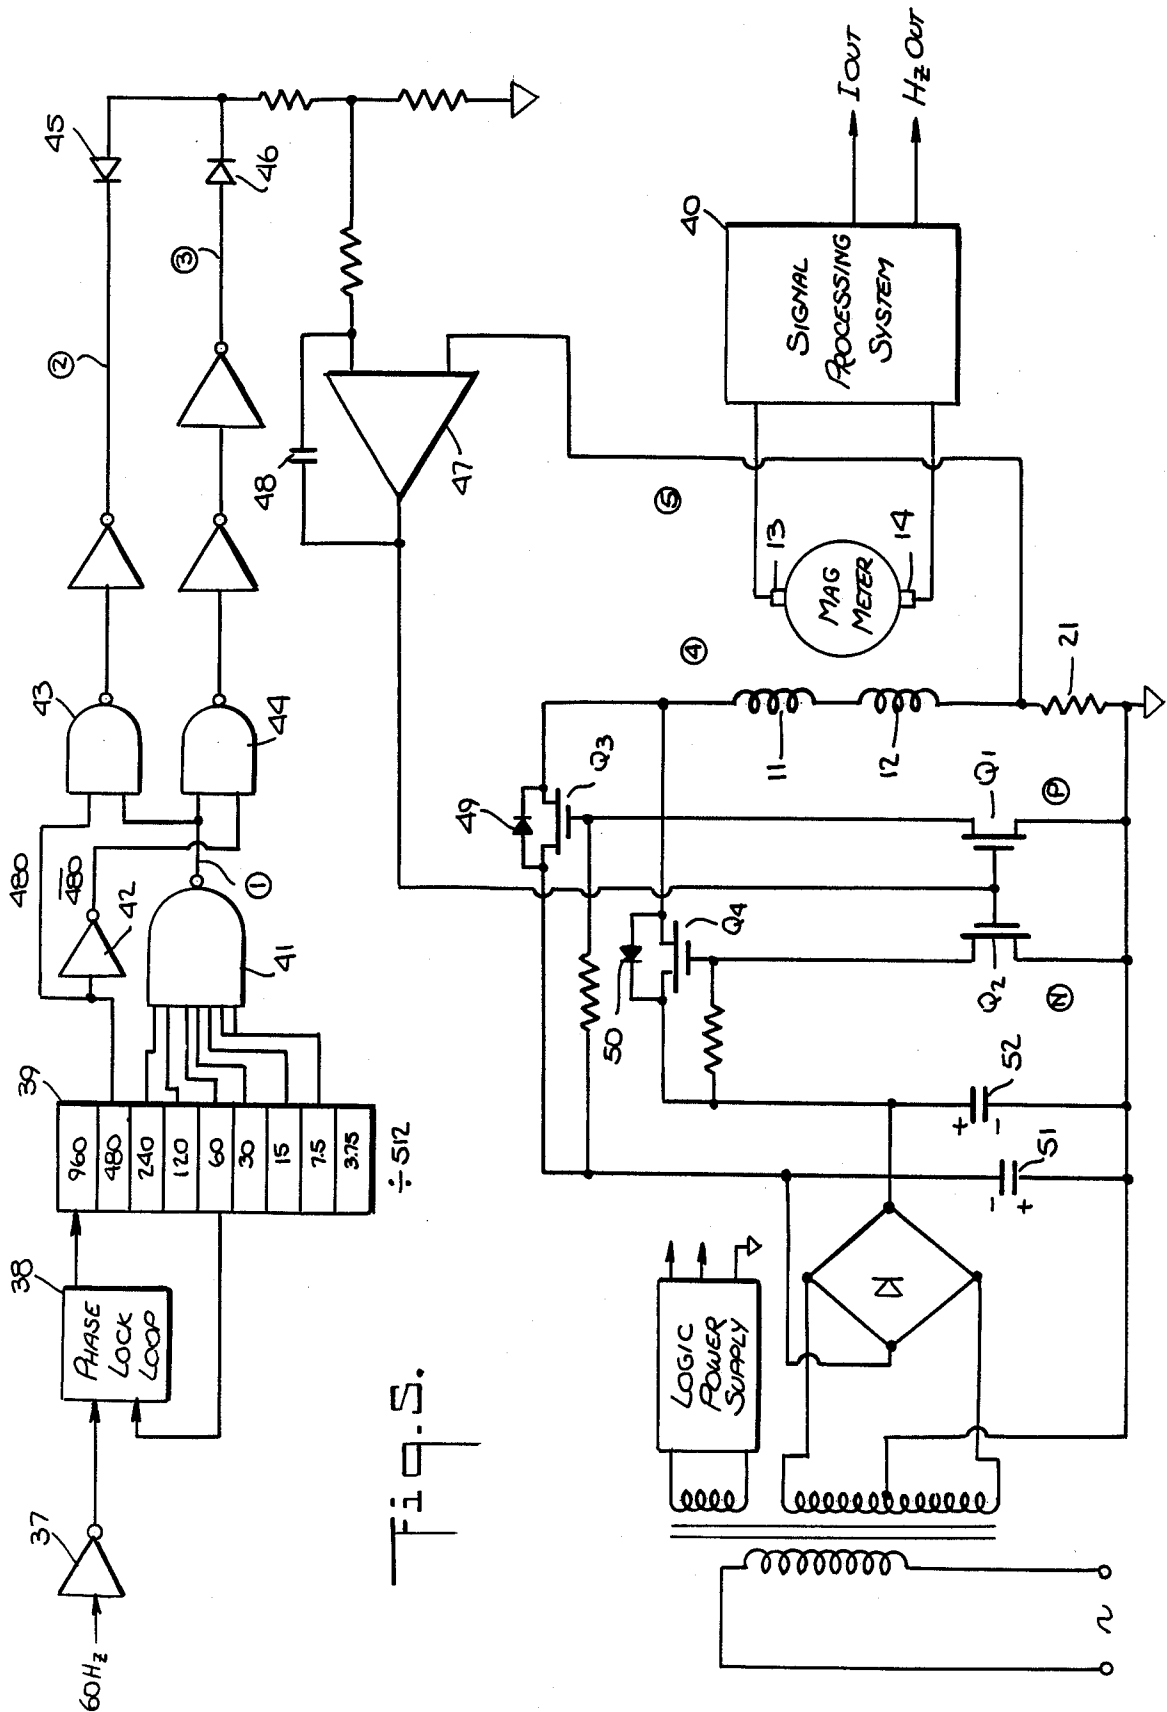 60Hz
37
38
PHASE
LOCK
LOOP
39
960
480
240
120
60
30
15
7.5
3.75
÷512
480
480
42
41
①
43
44
②
③
45
46
48
47
Fig. 5.
LOGIC
POWER
SUPPLY
50
49
Q4
Q3
④
⑤
11
12
21
Q2
Q1
Ⓝ
Ⓟ
+
-
52
-
+
51
MAG
METER
13
14
40
SIGNAL
PROCESSING
SYSTEM
I OUT
Hz OUT
~